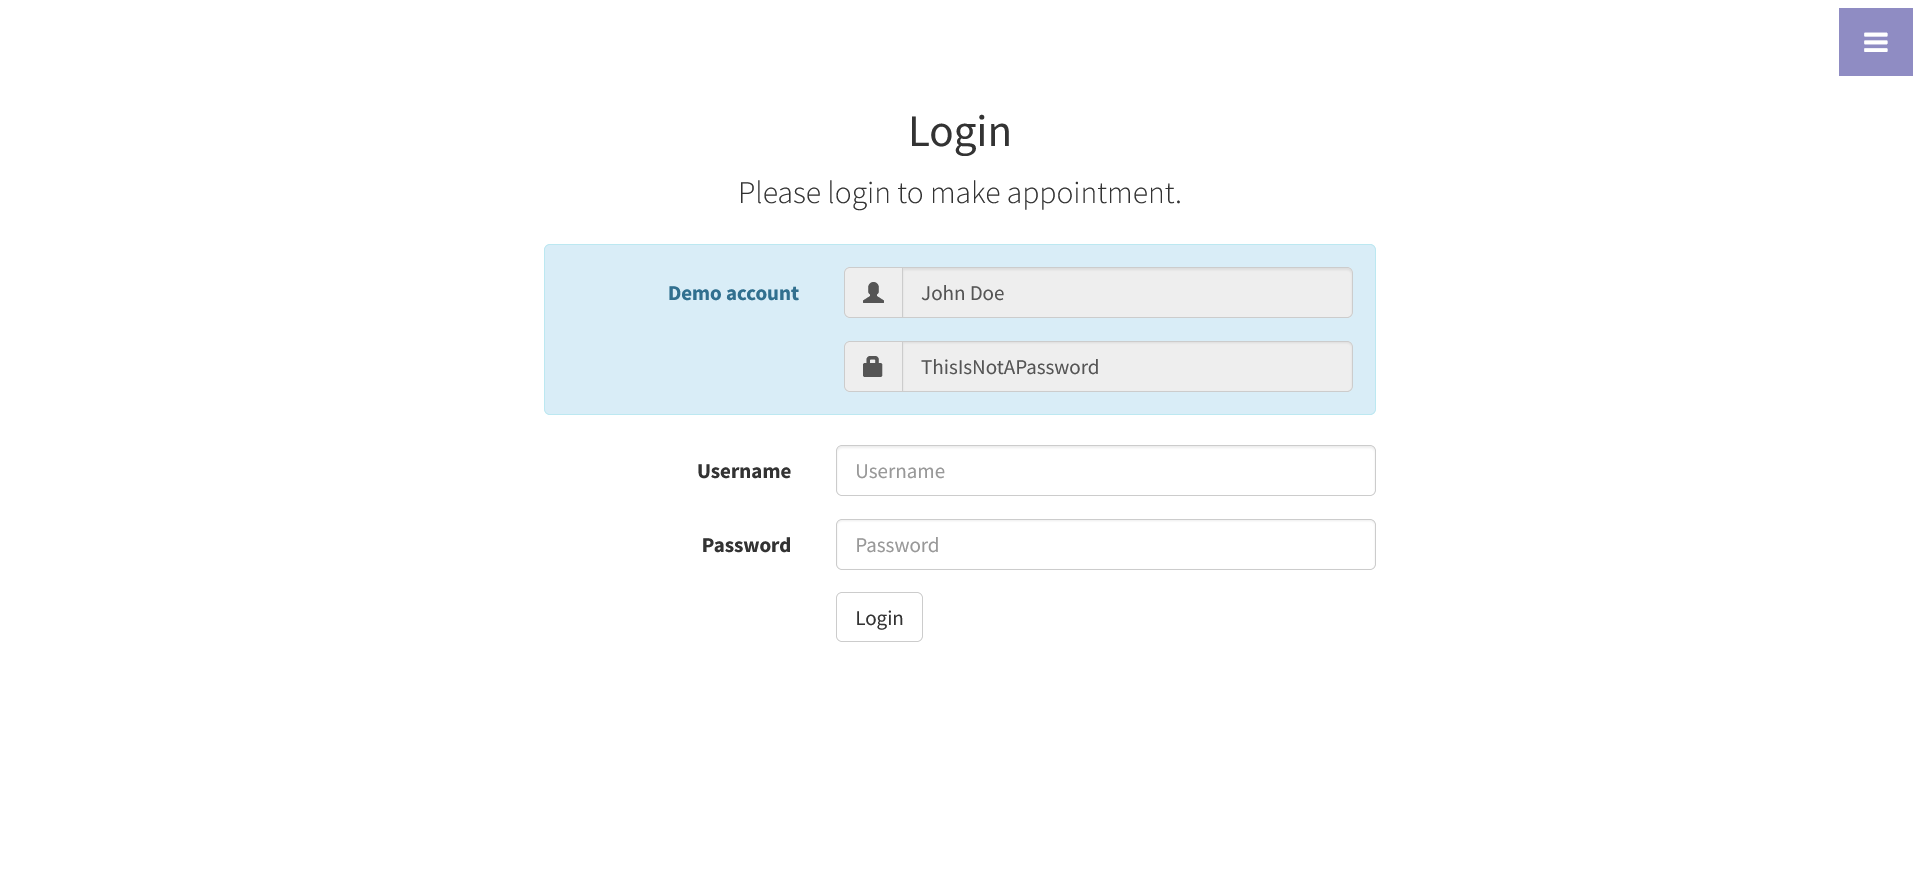 Login
Please login to make appointment.
Demo account
John Doe
ThisIsNotAPassword
Username
Username
Password
Password
Login